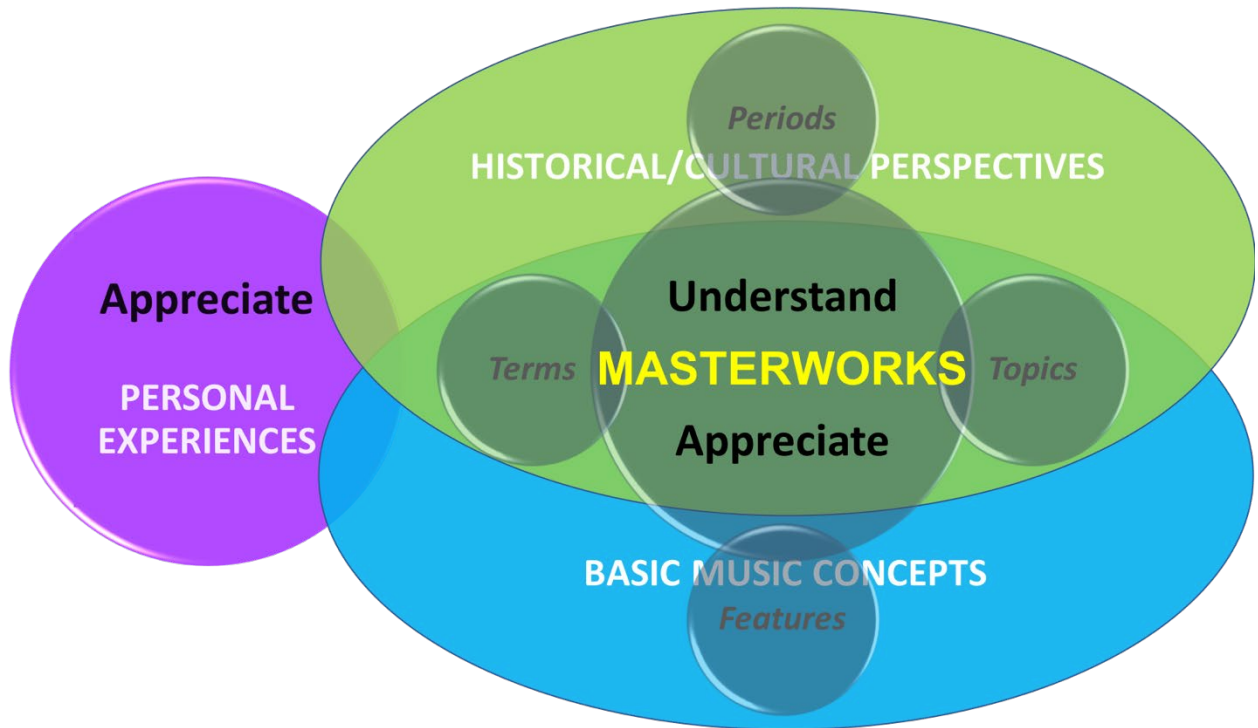 Periods
HISTORICAL/CULTURAL PERSPECTIVES
Appreciate
PERSONAL
EXPERIENCES
Understand
Terms
MASTERWORKS
Topics
Appreciate
BASIC MUSIC CONCEPTS
Features